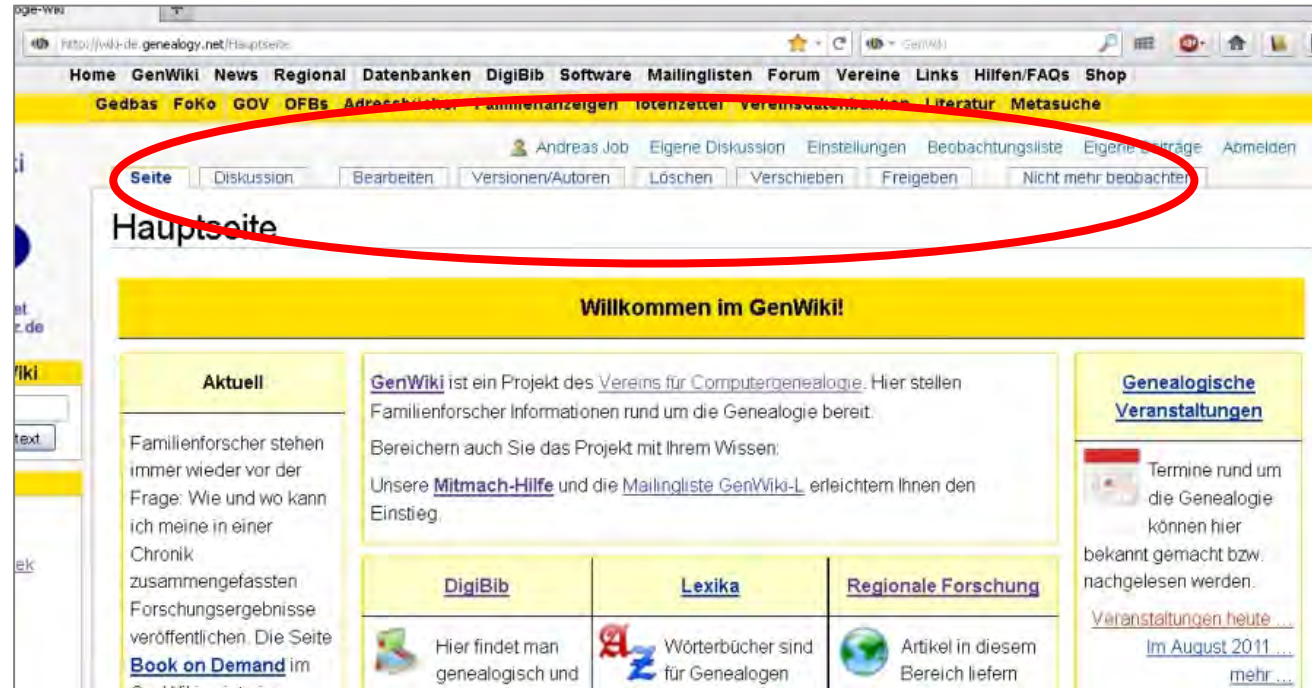 http://wiki-de.genealogy.net/Hauptseite
GenWiki
Home GenWiki News Regional Datenbanken DigiBib Software Mailinglisten Forum Vereine Links Hilfen/FAQs Shop
Gedbas FoKo GOV OFBs Adressbücher Familienanzeigen Totenzettel Vereinsdatenbanken Literatur Metasuche
Andreas Job Eigene Diskussion Einstellungen Beobachtungsliste Eigene Beiträge Abmelden
Seite Diskussion Bearbeiten Versionen/Autoren Löschen Verschieben Freigeben Nicht mehr beobachten
Hauptseite
Willkommen im GenWiki!
Aktuell
Familienforscher stehen
immer wieder vor der
Frage: Wie und wo kann
ich meine in einer
Chronik
zusammengefassten
Forschungsergebnisse
veröffentlichen. Die Seite
Book on Demand im
GenWiki ist ein Projekt des Vereins für Computergenealogie. Hier stellen
Familienforscher Informationen rund um die Genealogie bereit.
Bereichern auch Sie das Projekt mit Ihrem Wissen:
Unsere Mitmach-Hilfe und die Mailingliste GenWiki-L erleichtern Ihnen den
Einstieg.
DigiBib
Hier findet man
genealogisch und
Lexika
Wörterbücher sind
für Genealogen
Regionale Forschung
Artikel in diesem
Bereich liefern
Genealogische
Veranstaltungen
Termine rund um
die Genealogie
können hier
bekannt gemacht bzw.
nachgelesen werden.
Veranstaltungen heute ...
Im August 2011 ...
mehr ...